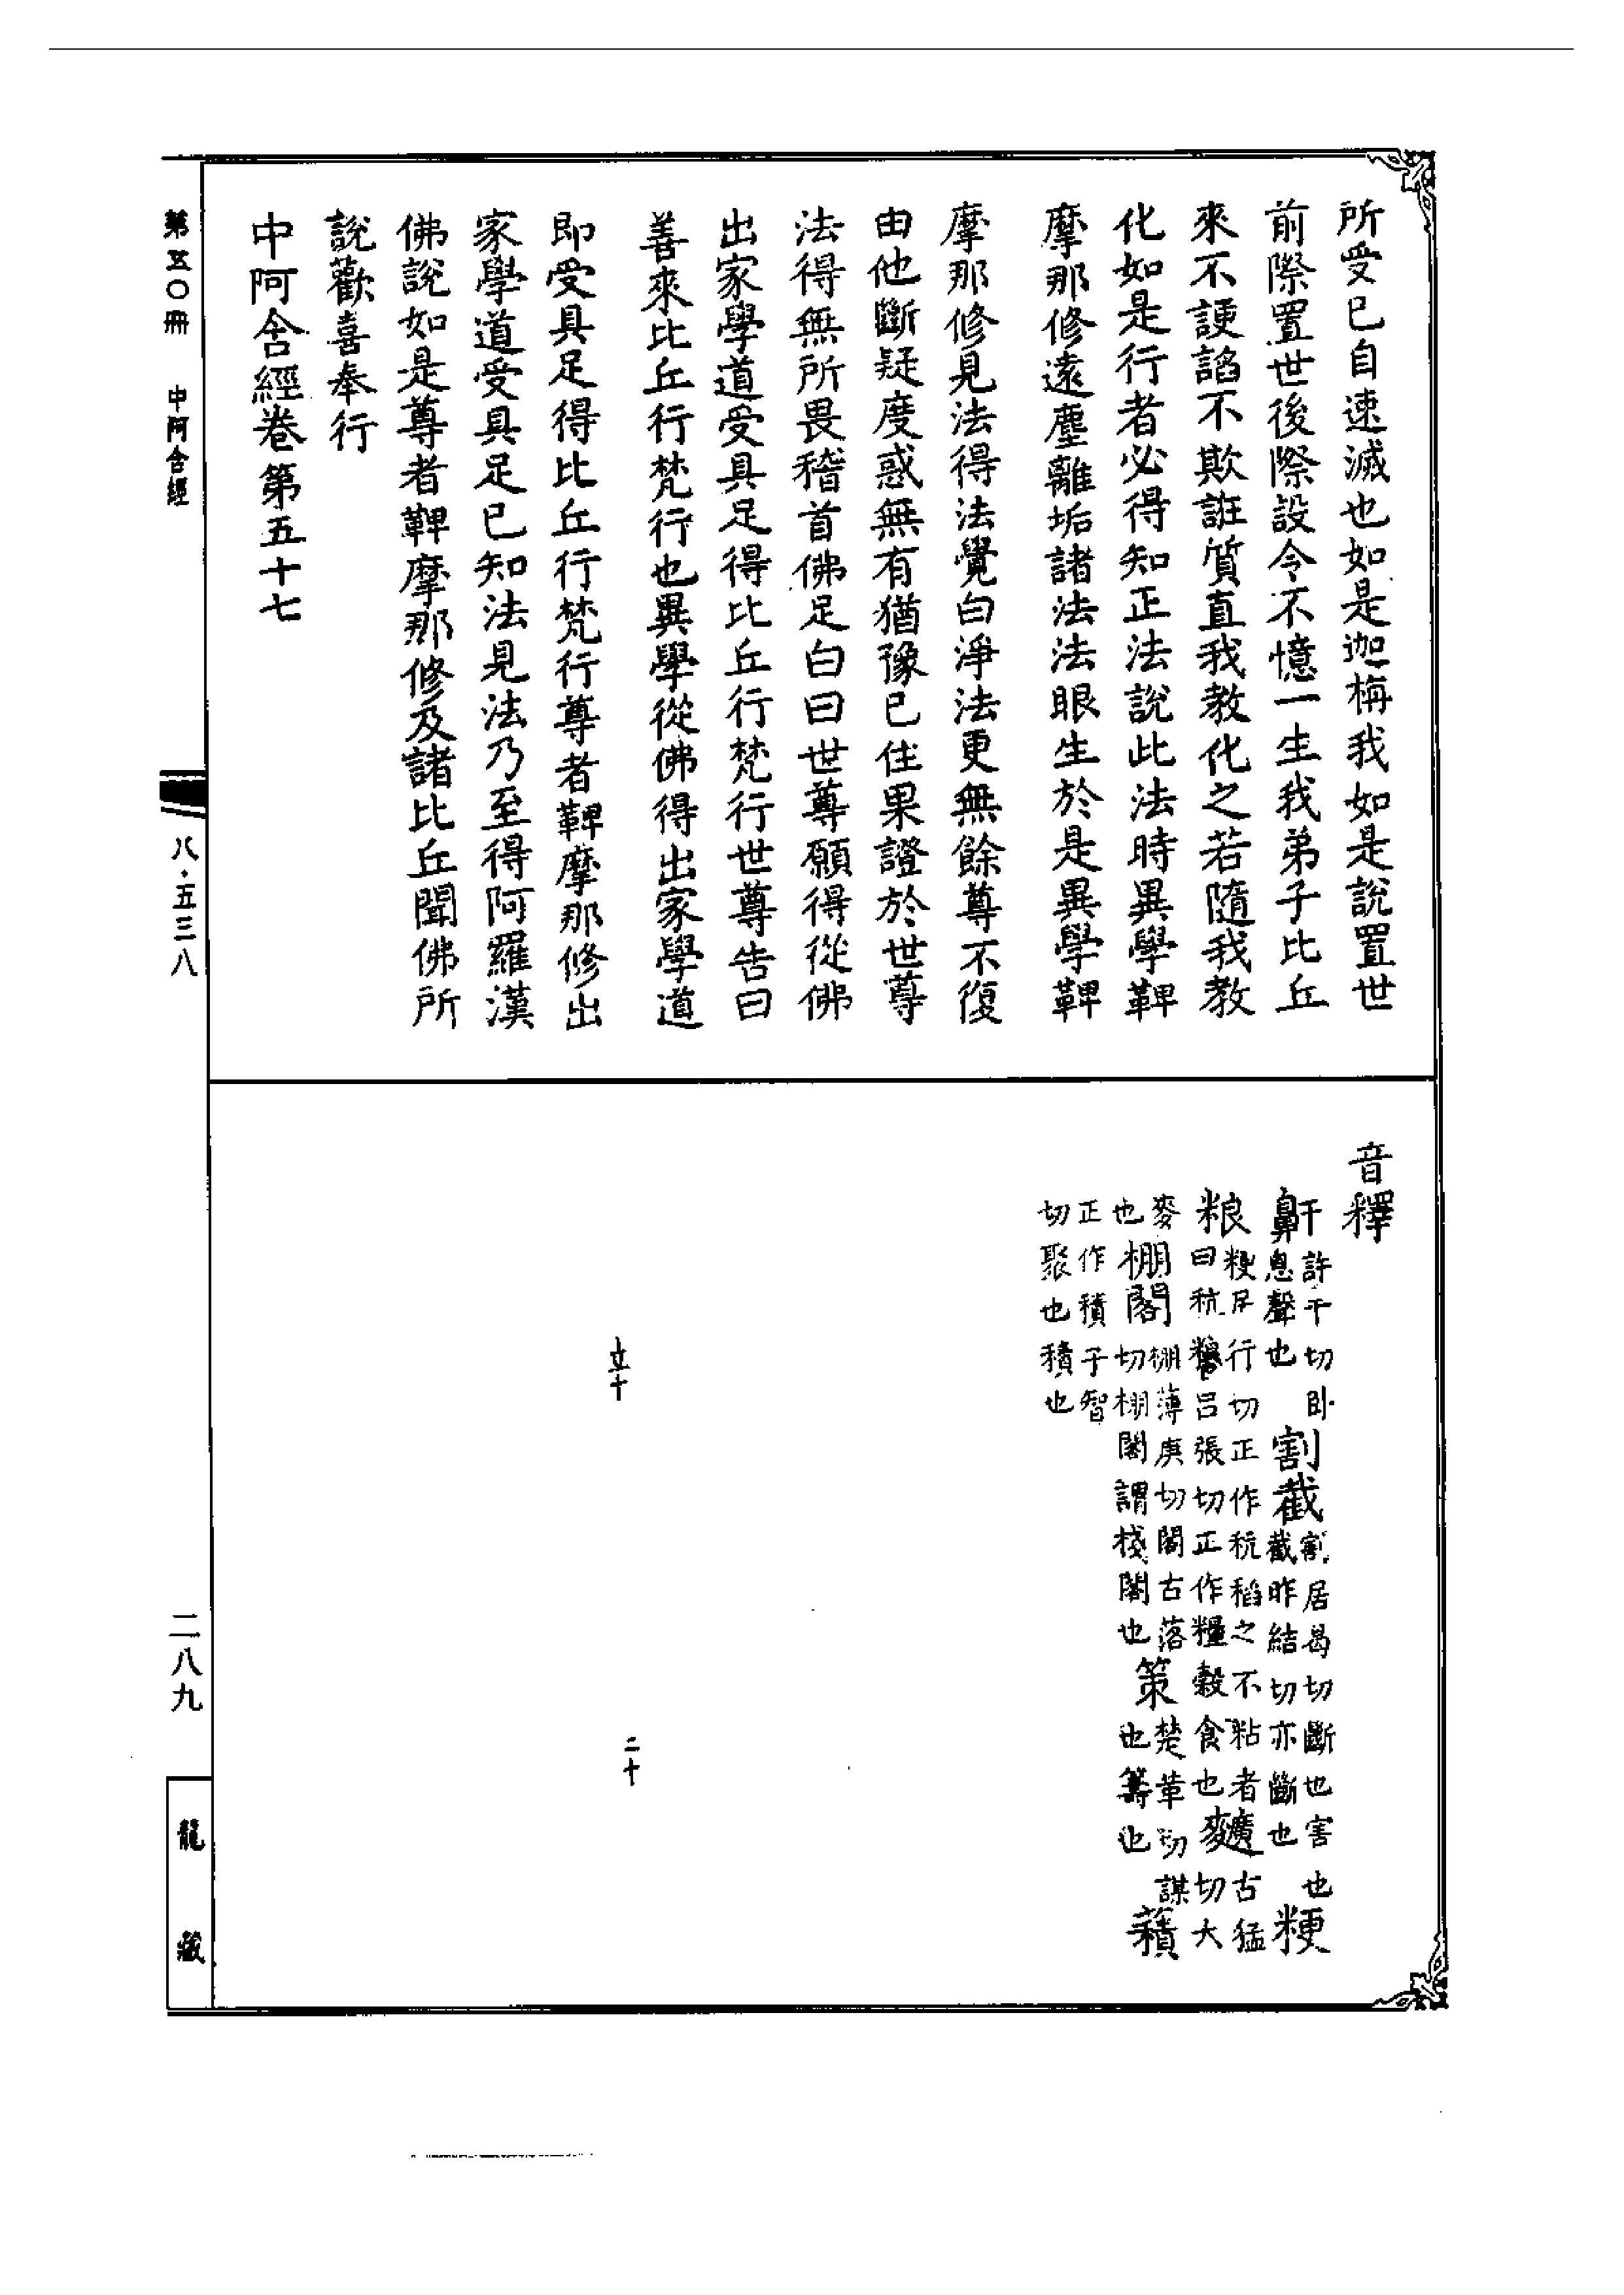 所受已自速滅也如是迦栴我如是說置世
前際置世後際設令不憶一生我弟子比丘
來不諛諂不欺誑質直我教化之若隨我教
化如是行者必得知正法說此法時異學鞞
摩那修遠塵離垢諸法法眼生於是異學鞞
摩那修見法得法覺白淨法更無餘尊不復
由他斷疑度惑無有猶豫已住果證於世尊
法得無所畏稽首佛足白曰世尊願得從佛
出家學道受具足得比丘行梵行世尊告曰
善來比丘行梵行也異學從佛得出家學道
即受具足得比丘行梵行尊者鞞摩那修出
家學道受具足已知法見法乃至得阿羅漢
佛說如是尊者鞞摩那修及諸比丘聞佛所
說歡喜奉行
中阿含經卷第五十七
第五〇冊 中阿含經
八·五三八
二八九
龍藏
音釋
鼾許干切臥息聲也 割截割居曷切斷也害也截昨結切亦斷也 粳
粮粳居行切正作秔稻之不粘者曰秔粮呂張切正作糧穀食也 穬古猛切大
麥也 棚閣棚薄庚切閣古落切棚閣謂棧閣也 策楚革切謀也籌也 𧂐
正作積子智切聚也積也
二十